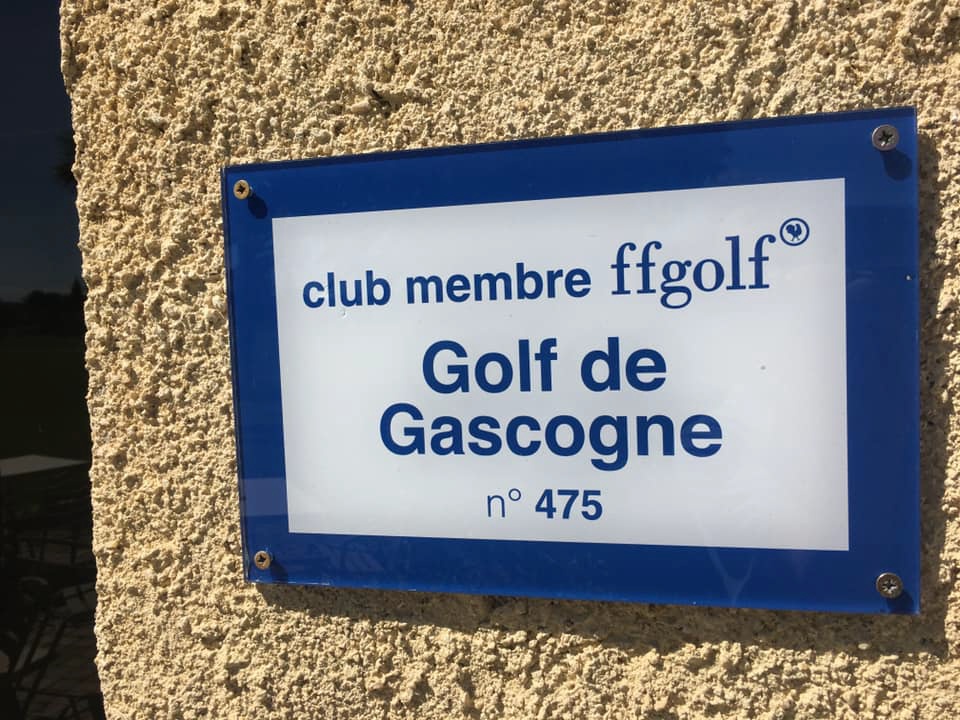 club membre ffgolf
Golf de
Gascogne
n° 475